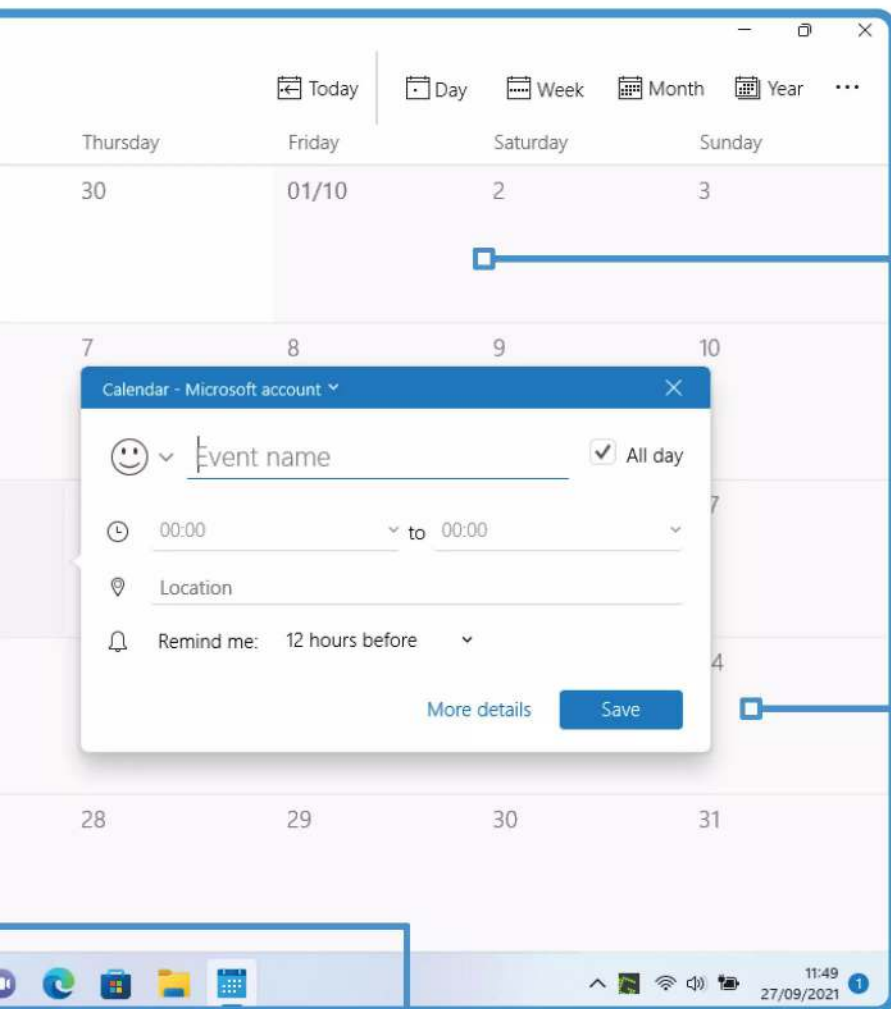 Today Day Week Month Year
Thursday Friday Saturday Sunday
30 01/10 2 3
7 8 9 10
Calendar - Microsoft account
Event name All day
7
00:00 to 00:00
Location
Remind me: 12 hours before
4
More details Save
28 29 30 31
11:49
27/09/2021 1